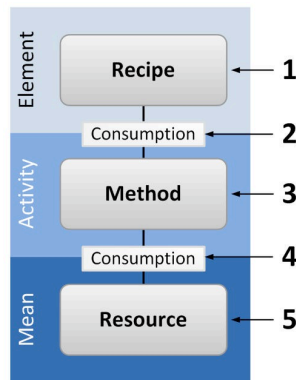 Element
Recipe
1
Consumption
2
Activity
Method
3
Consumption
4
Mean
Resource
5